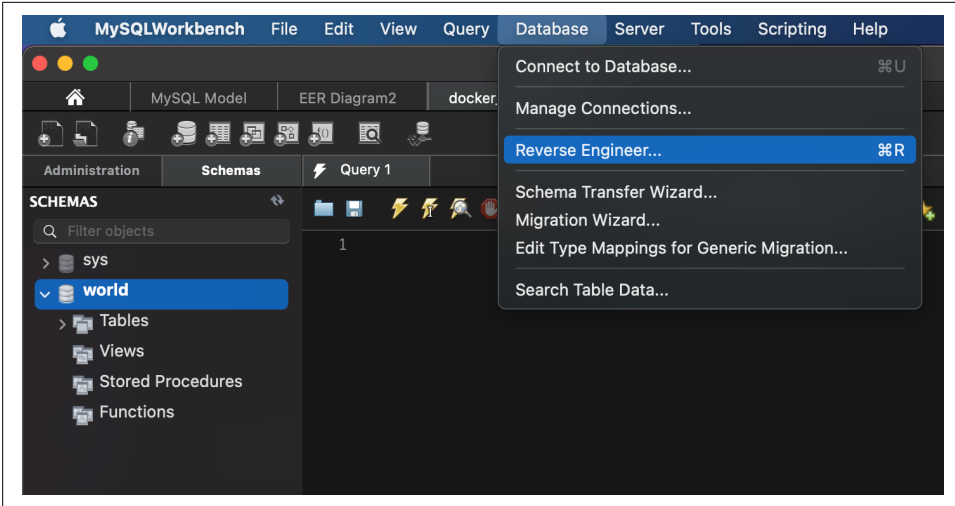 MySQLWorkbench File Edit View Query Database Server Tools Scripting Help
Connect to Database... ⌘U
MySQL Model EER Diagram2 docker
Manage Connections...
Reverse Engineer... ⌘R
Administration Schemas Query 1
Schema Transfer Wizard...
SCHEMAS
Migration Wizard...
Filter objects
1
Edit Type Mappings for Generic Migration...
sys
world
Search Table Data...
Tables
Views
Stored Procedures
Functions